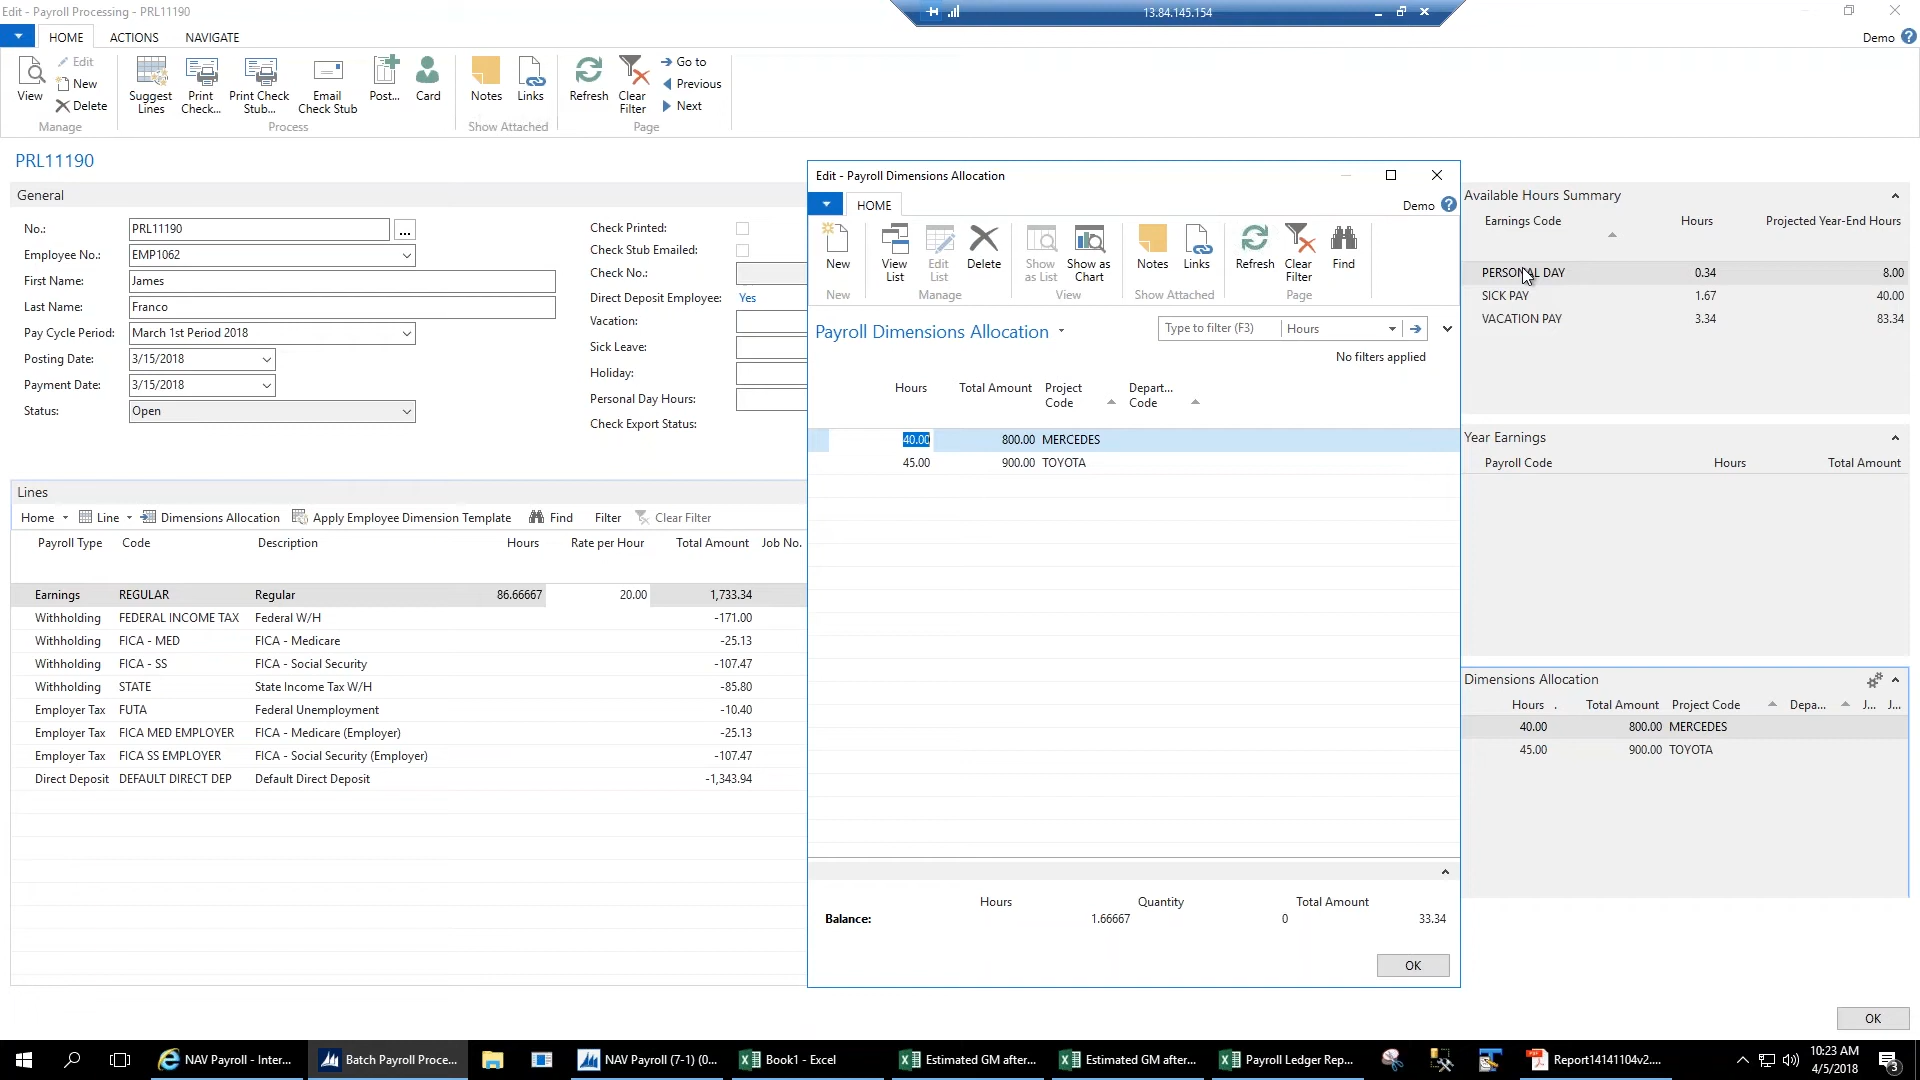 Edit - Payroll Processing - PRL11190
13.84.145.154
HOME ACTIONS NAVIGATE
Demo
View
Edit
New
Delete
Manage
Suggest Lines
Print Check...
Print Check Stub...
Email Check Stub
Post...
Card
Process
Notes
Links
Show Attached
Refresh
Clear Filter
Go to
Previous
Next
Page
PRL11190
General
No.: PRL11190 ...
Employee No.: EMP1062
First Name: James
Last Name: Franco
Pay Cycle Period: March 1st Period 2018
Posting Date: 3/15/2018
Payment Date: 3/15/2018
Status: Open
Check Printed:
Check Stub Emailed:
Check No.:
Direct Deposit Employee: Yes
Vacation:
Sick Leave:
Holiday:
Personal Day Hours:
Check Export Status:
Lines
Home Line Dimensions Allocation Apply Employee Dimension Template Find Filter Clear Filter
Payroll Type Code Description Hours Rate per Hour Total Amount Job No.
Earnings REGULAR Regular 86.66667 20.00 1,733.34
Withholding FEDERAL INCOME TAX Federal W/H -171.00
Withholding FICA - MED FICA - Medicare -25.13
Withholding FICA - SS FICA - Social Security -107.47
Withholding STATE State Income Tax W/H -85.80
Employer Tax FUTA Federal Unemployment -10.40
Employer Tax FICA MED EMPLOYER FICA - Medicare (Employer) -25.13
Employer Tax FICA SS EMPLOYER FICA - Social Security (Employer) -107.47
Direct Deposit DEFAULT DIRECT DEP Default Direct Deposit -1,343.94
Edit - Payroll Dimensions Allocation
HOME
Demo
New
New
View List
Edit List
Delete
Manage
Show as List
Show as Chart
View
Notes
Links
Show Attached
Refresh
Clear Filter
Find
Page
Payroll Dimensions Allocation
Type to filter (F3) Hours
No filters applied
Hours Total Amount Project Code Depart... Code
40.00 800.00 MERCEDES
45.00 900.00 TOYOTA
Hours Quantity Total Amount
Balance: 1.66667 0 33.34
OK
Available Hours Summary
Earnings Code Hours Projected Year-End Hours
PERSONAL DAY 0.34 8.00
SICK PAY 1.67 40.00
VACATION PAY 3.34 83.34
Year Earnings
Payroll Code Hours Total Amount
Dimensions Allocation
Hours . Total Amount Project Code Depa... J... J...
40.00 800.00 MERCEDES
45.00 900.00 TOYOTA
OK
NAV Payroll - Inter...
Batch Payroll Proce...
NAV Payroll (7-1) (0...
Book1 - Excel
Estimated GM after...
Estimated GM after...
Payroll Ledger Rep...
Report14141104v2....
10:23 AM
4/5/2018
3